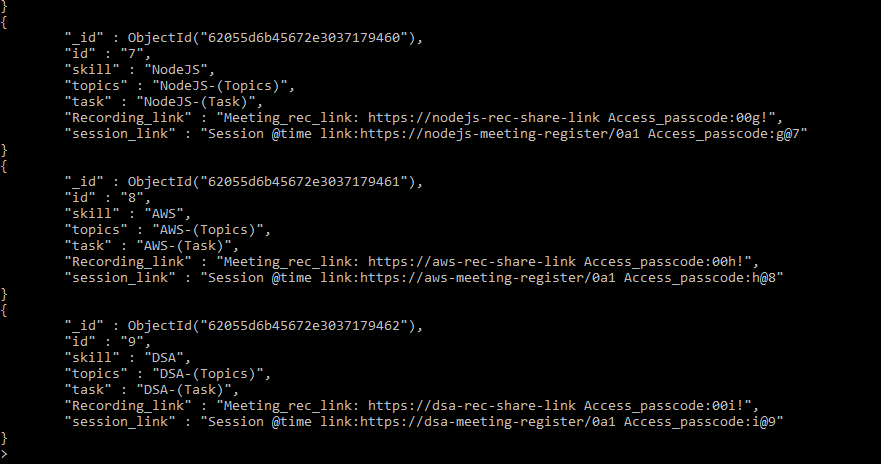 }
{
"_id" : ObjectId("62055d6b45672e3037179460"),
"id" : "7",
"skill" : "NodeJS",
"topics" : "NodeJS-(Topics)",
"task" : "NodeJS-(Task)",
"Recording_link" : "Meeting_rec_link: https://nodejs-rec-share-link Access_passcode:00g!",
"session_link" : "Session @time link:https://nodejs-meeting-register/0a1 Access_passcode:g@7"
}
{
"_id" : ObjectId("62055d6b45672e3037179461"),
"id" : "8",
"skill" : "AWS",
"topics" : "AWS-(Topics)",
"task" : "AWS-(Task)",
"Recording_link" : "Meeting_rec_link: https://aws-rec-share-link Access_passcode:00h!",
"session_link" : "Session @time link:https://aws-meeting-register/0a1 Access_passcode:h@8"
}
{
"_id" : ObjectId("62055d6b45672e3037179462"),
"id" : "9",
"skill" : "DSA",
"topics" : "DSA-(Topics)",
"task" : "DSA-(Task)",
"Recording_link" : "Meeting_rec_link: https://dsa-rec-share-link Access_passcode:00i!",
"session_link" : "Session @time link:https://dsa-meeting-register/0a1 Access_passcode:i@9"
}
>